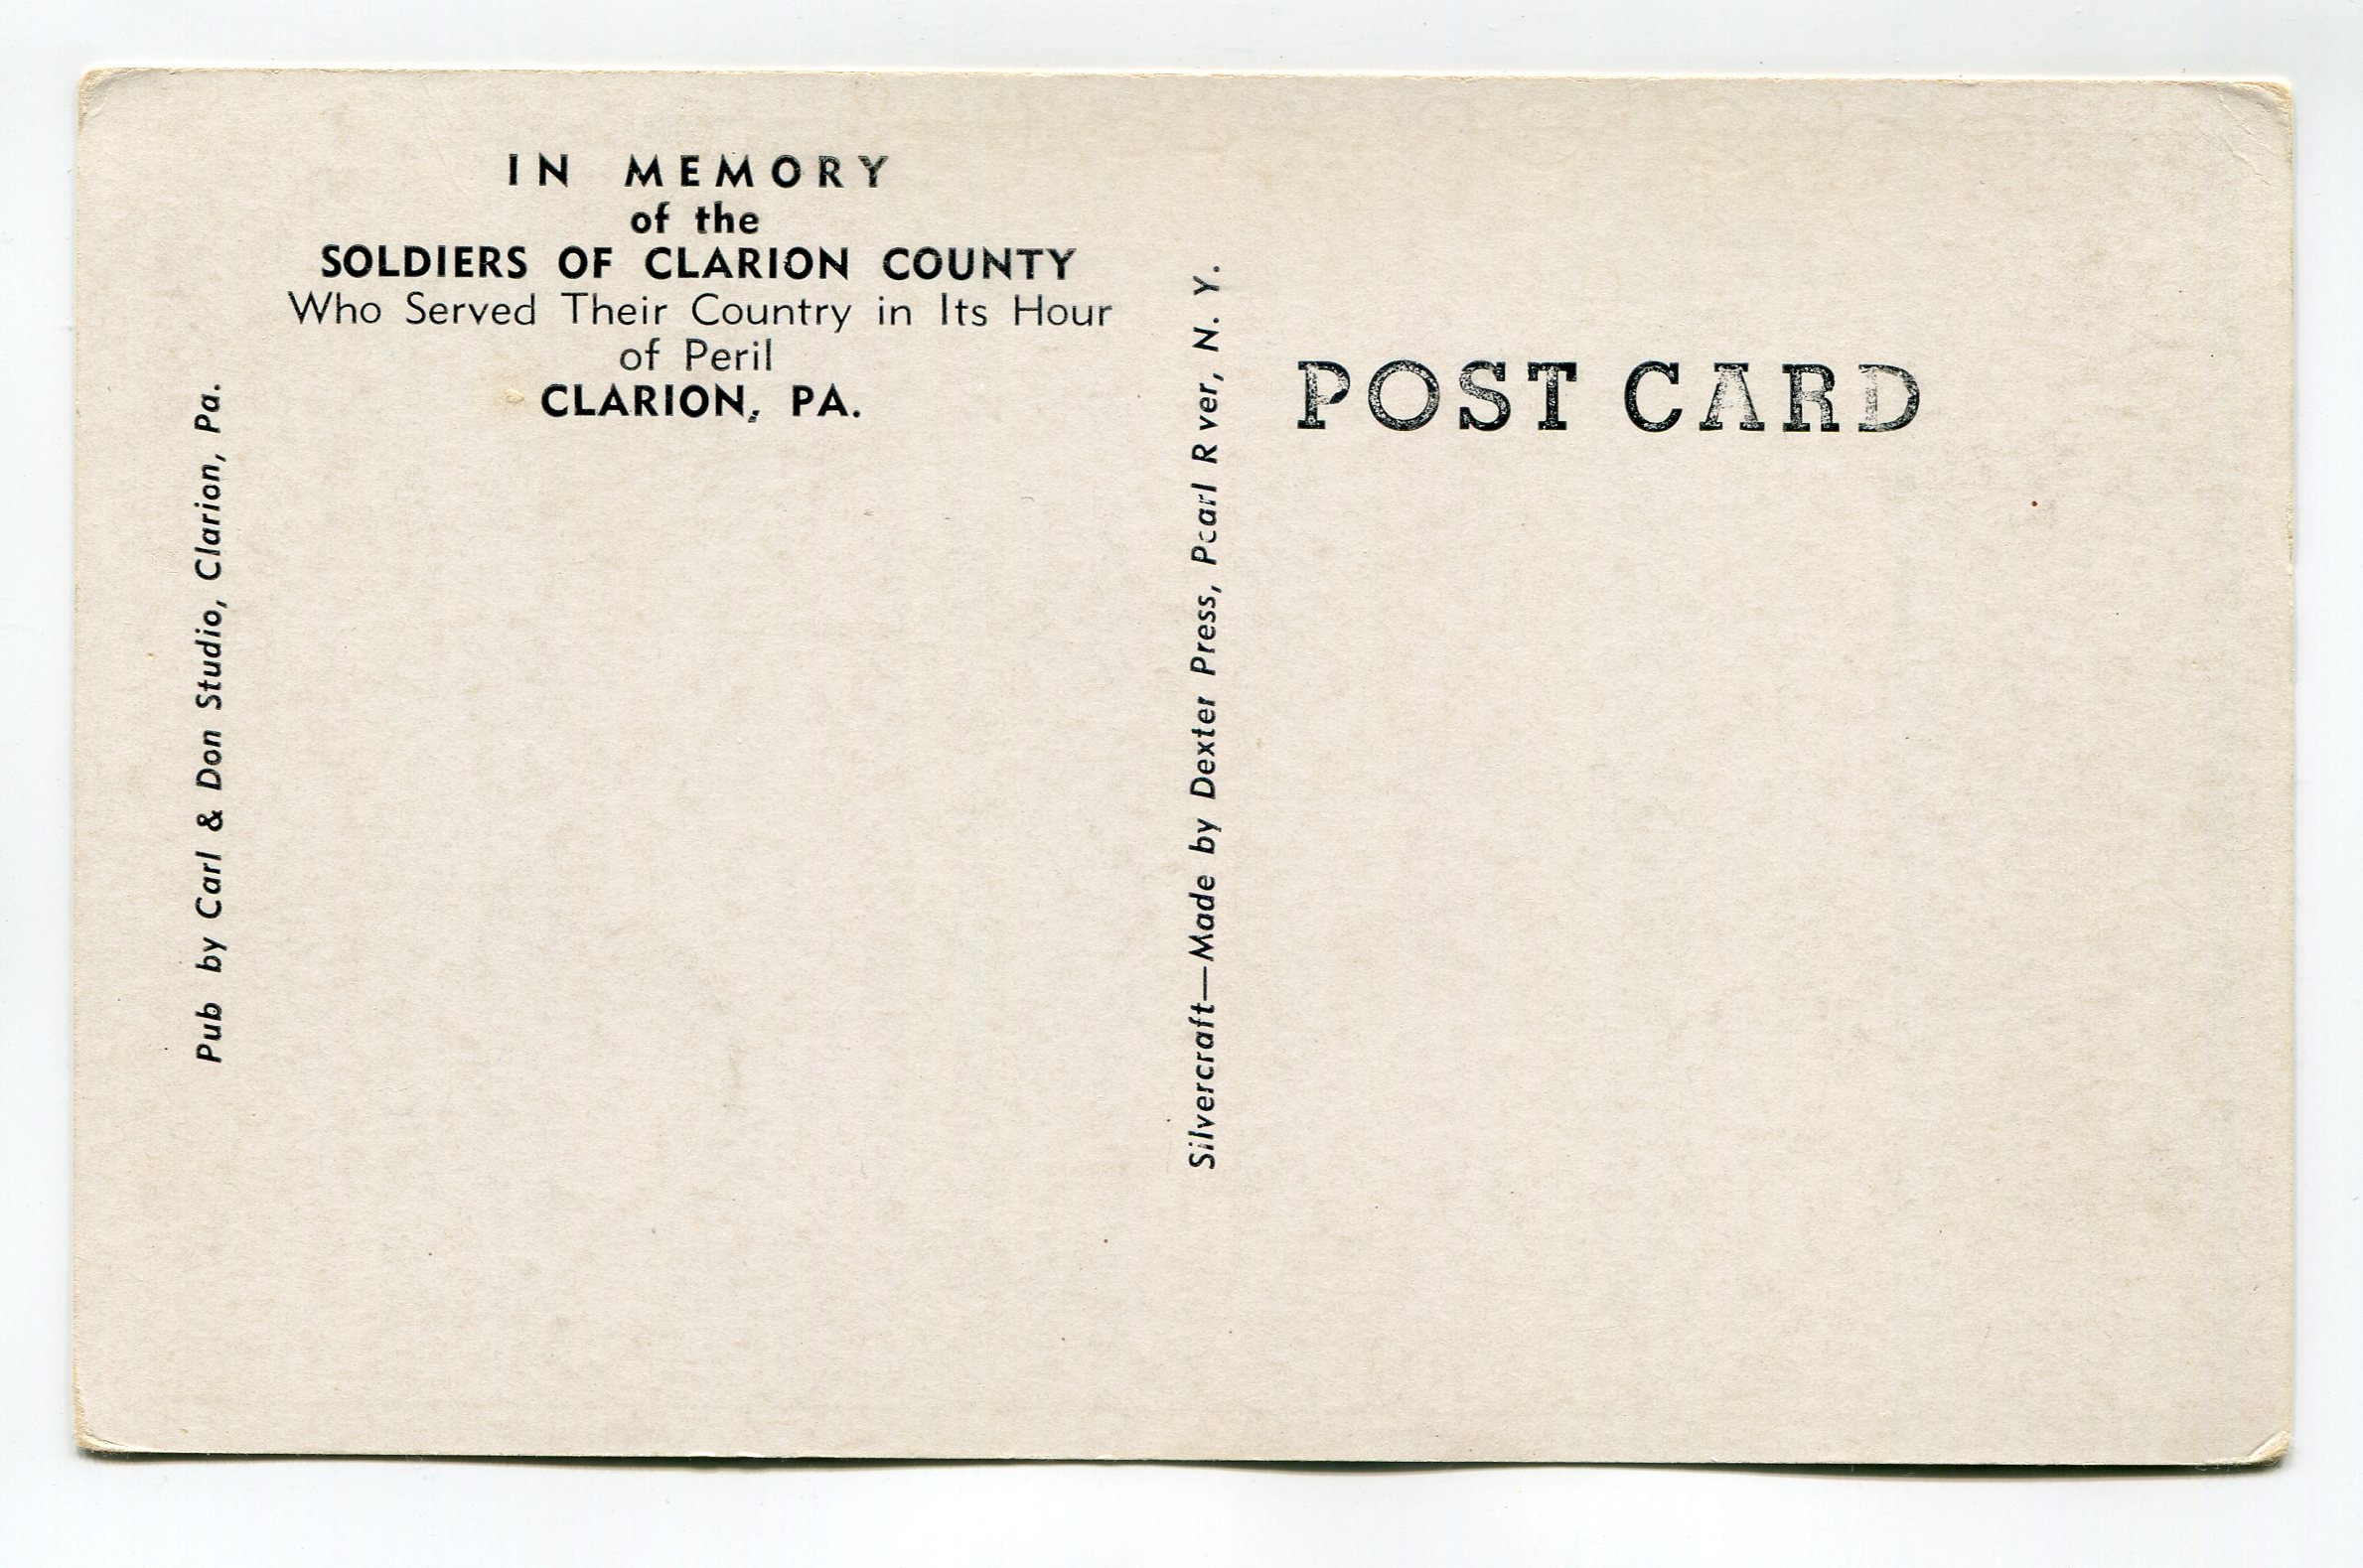 IN MEMORY
of the
SOLDIERS OF CLARION COUNTY
Who Served Their Country in Its Hour
of Peril
CLARION, PA.
Pub by Carl & Don Studio, Clarion, Pa.
Silvercraft—Made by Dexter Press, Pearl R ver, N. Y.
POST CARD